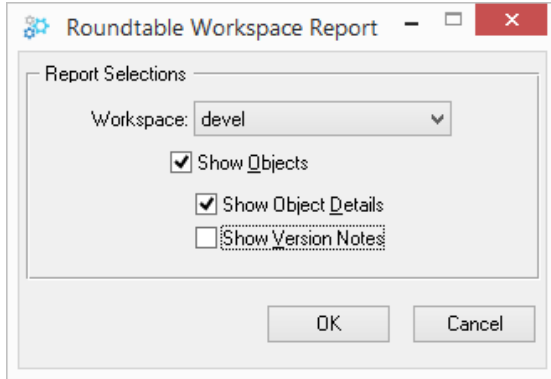 Roundtable Workspace Report
Report Selections
Workspace: devel
Show Objects
Show Object Details
Show Version Notes
OK Cancel